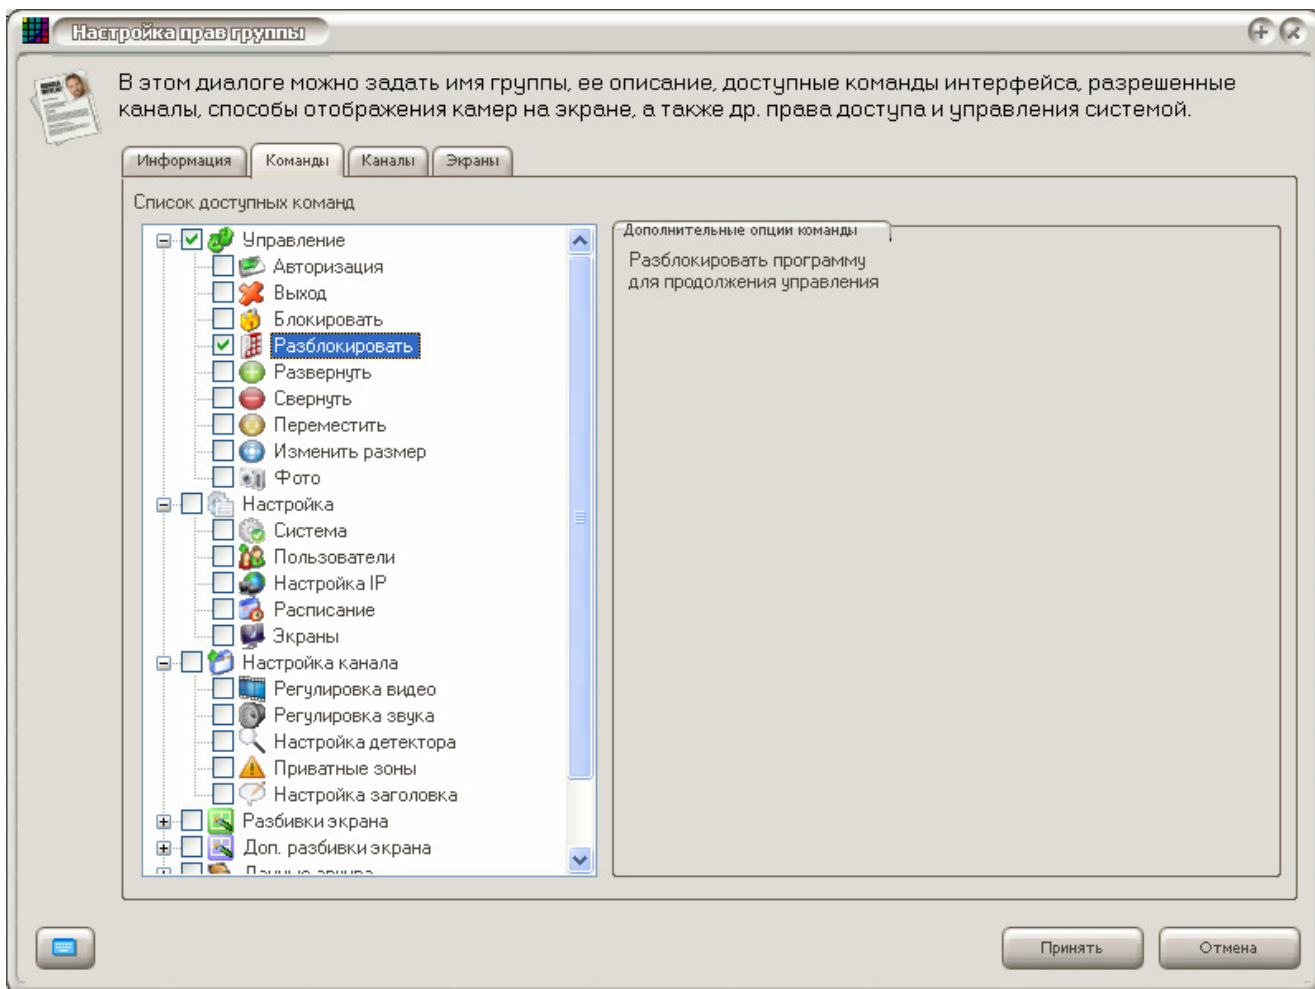 Настройка прав группы
В этом диалоге можно задать имя группы, ее описание, доступные команды интерфейса, разрешенные
каналы, способы отображения камер на экране, а также др. права доступа и управления системой.
Информация Команды Каналы Экраны
Список доступных команд
Управление
Авторизация
Выход
Блокировать
Разблокировать
Развернуть
Свернуть
Переместить
Изменить размер
Фото
Настройка
Система
Пользователи
Настройка IP
Расписание
Экраны
Настройка канала
Регулировка видео
Регулировка звука
Настройка детектора
Приватные зоны
Настройка заголовка
Разбивки экрана
Доп. разбивки экрана
Дополнительные опции команды
Разблокировать программу
для продолжения управления
Принять Отмена